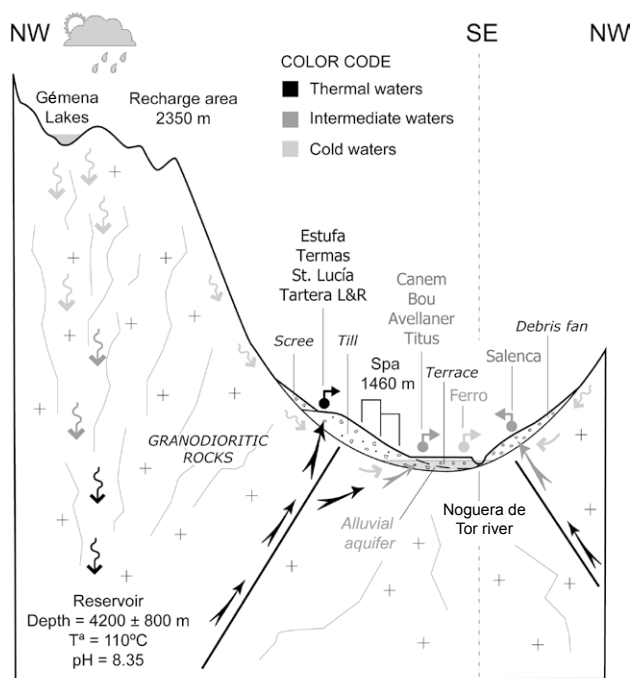 NW
SE
NW
COLOR CODE
Thermal waters
Intermediate waters
Cold waters
Gémena
Lakes
Recharge area
2350 m
Estufa
Termas
St. Lucía
Tartera L&R
Canem
Bou
Avellaner
Titus
Debris fan
Scree
Till
Spa
1460 m
Terrace
Salenca
Ferro
GRANODIORITIC
ROCKS
Alluvial
aquifer
Noguera de
Tor river
Reservoir
Depth = 4200 ± 800 m
Tª = 110ºC
pH = 8.35